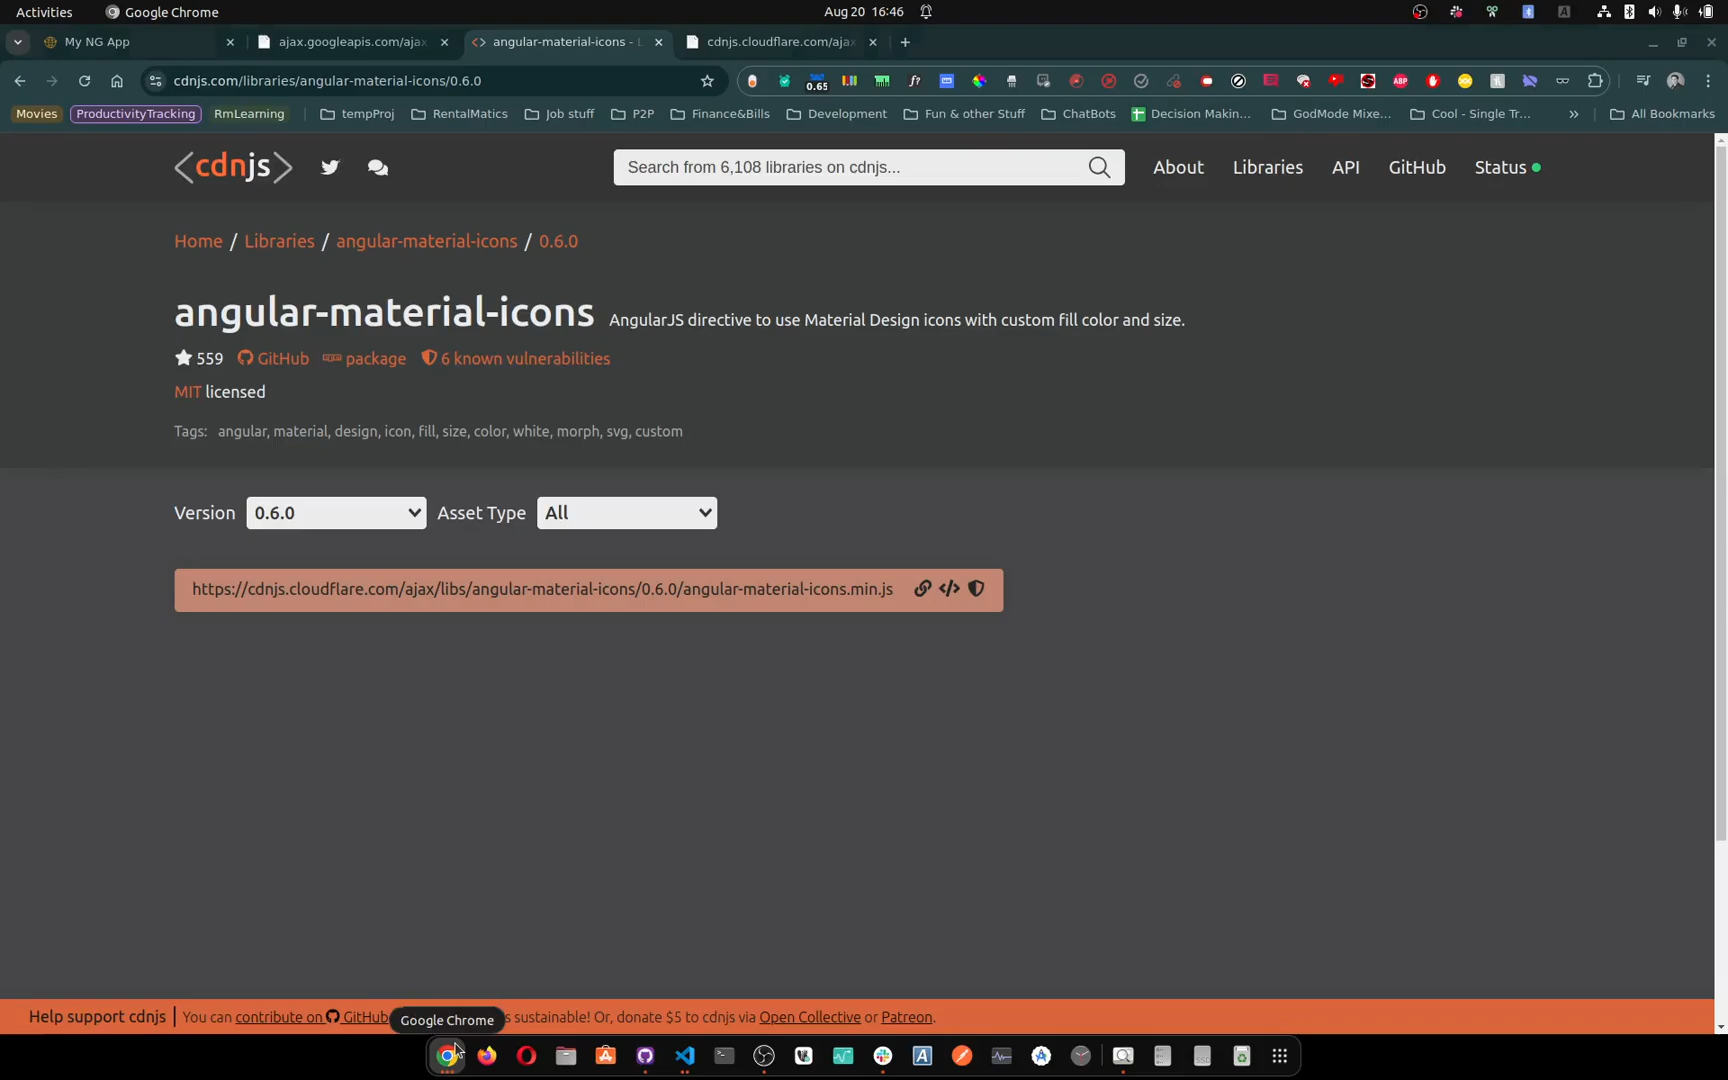 Activities Google Chrome Aug 20 16:46
My NG App ajax.googleapis.com/ajax angular-material-icons - L cdnjs.cloudflare.com/ajax
cdnjs.com/libraries/angular-material-icons/0.6.0 0.65 f? ABP
Movies ProductivityTracking RmLearning tempProj RentalMatics Job stuff P2P Finance&Bills Development Fun & other Stuff ChatBots Decision Makin... GodMode Mixe... Cool - Single Tr... » All Bookmarks
<cdnjs> Search from 6,108 libraries on cdnjs... About Libraries API GitHub Status
Home / Libraries / angular-material-icons / 0.6.0
angular-material-icons AngularJS directive to use Material Design icons with custom fill color and size.
559 GitHub package 6 known vulnerabilities
MIT licensed
Tags: angular, material, design, icon, fill, size, color, white, morph, svg, custom
Version 0.6.0 Asset Type All
https://cdnjs.cloudflare.com/ajax/libs/angular-material-icons/0.6.0/angular-material-icons.min.js
Help support cdnjs You can contribute on GitHub s sustainable! Or, donate $5 to cdnjs via Open Collective or Patreon.
Google Chrome